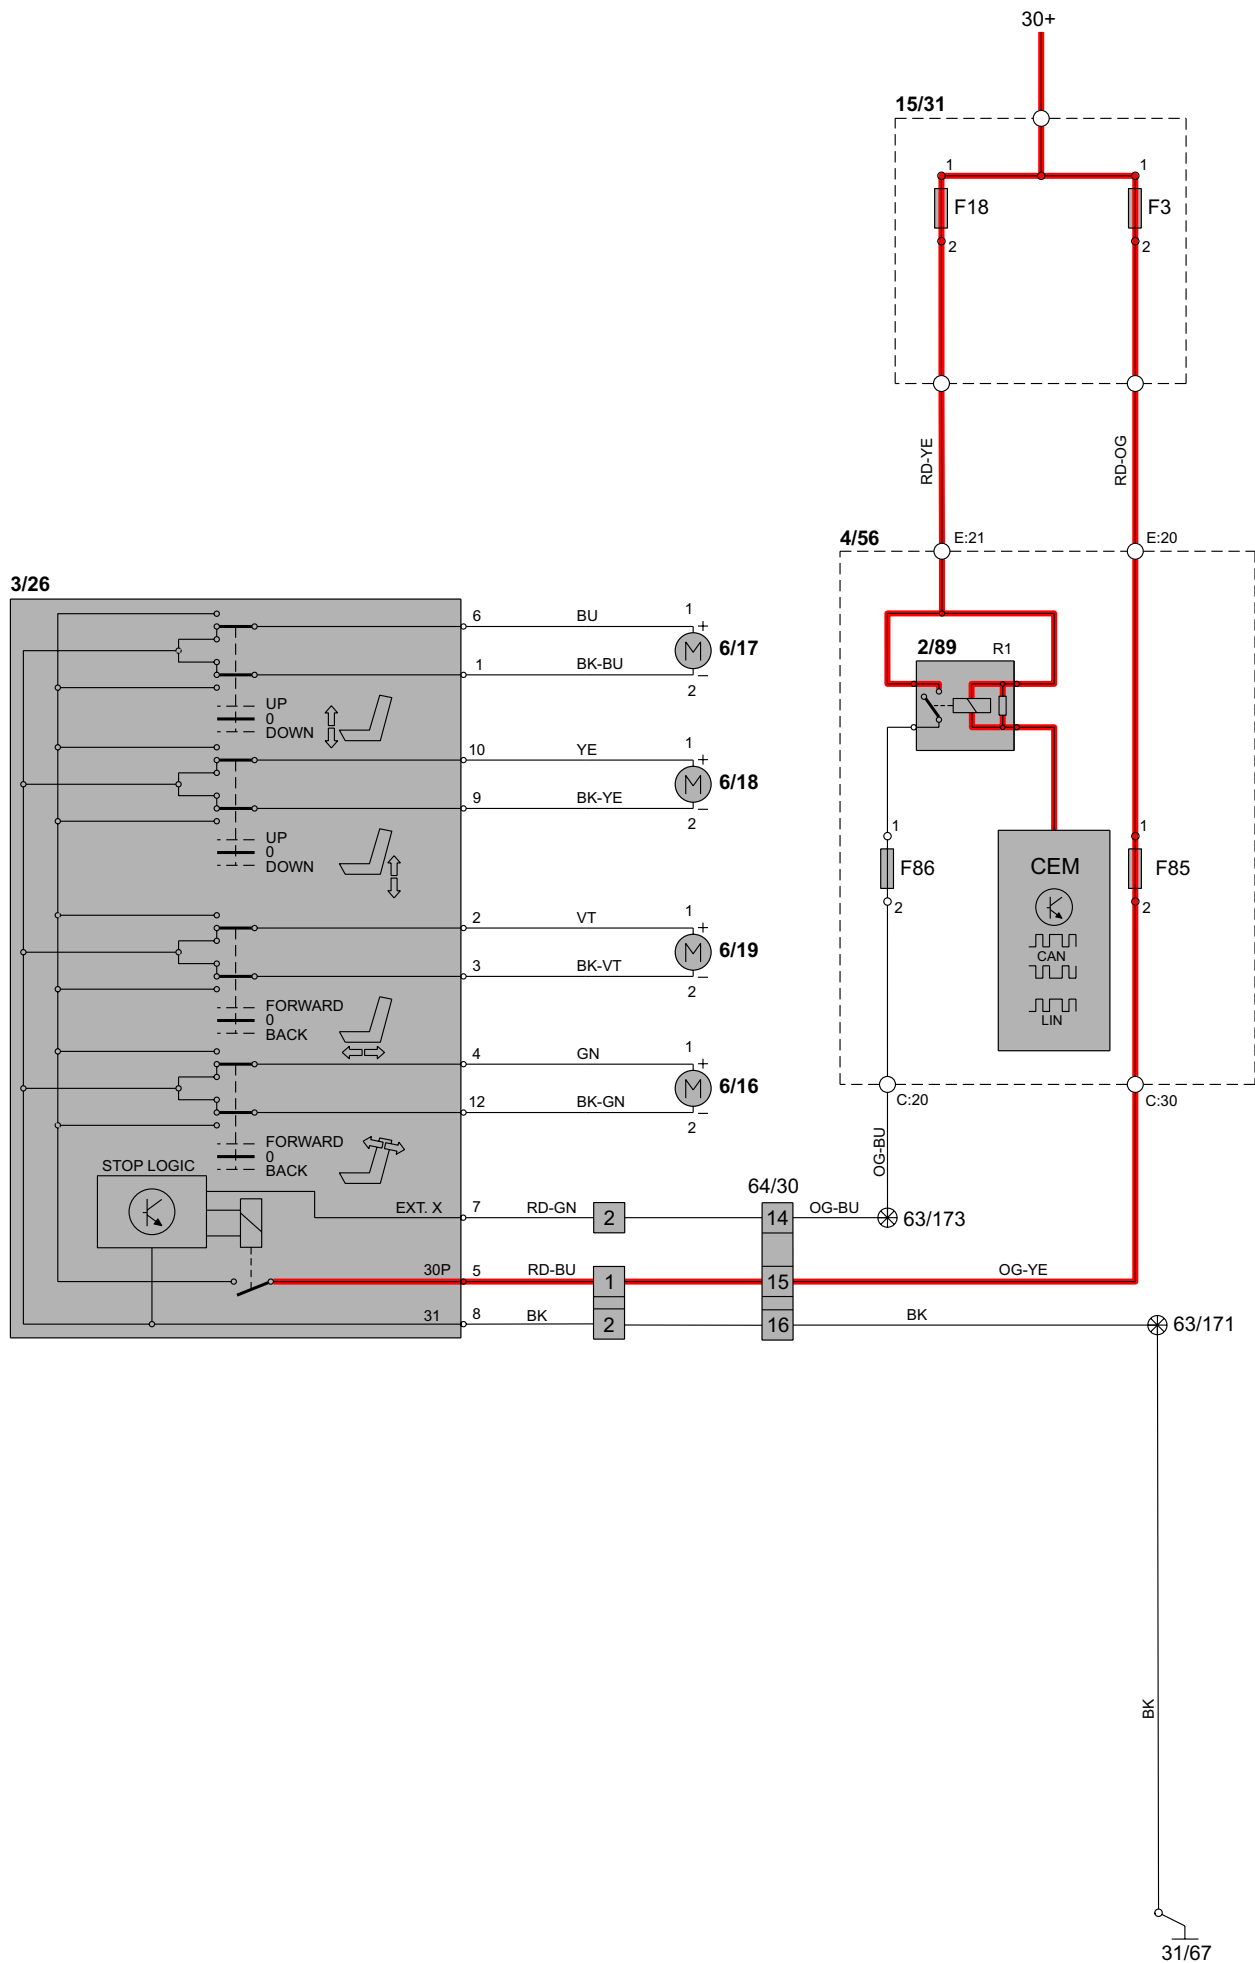 30+
15/31
1
1
F18
F3
2
2
RD-YE
RD-OG
4/56
E:21
E:20
3/26
6
BU
1
+
M
6/17
1
BK-BU
–
2
2/89
R1
UP
0
DOWN
10
YE
1
+
M
6/18
9
BK-YE
–
2
UP
0
DOWN
1
F86
2
CEM
CAN
LIN
1
F85
2
2
VT
1
+
M
6/19
3
BK-VT
–
2
FORWARD
0
BACK
4
GN
1
+
M
6/16
12
BK-GN
–
2
C:20
C:30
FORWARD
0
BACK
OG-BU
STOP LOGIC
64/30
EXT. X
7
RD-GN
2
14
OG-BU
63/173
30P
5
RD-BU
1
15
OG-YE
31
8
BK
2
16
BK
63/171
BK
31/67